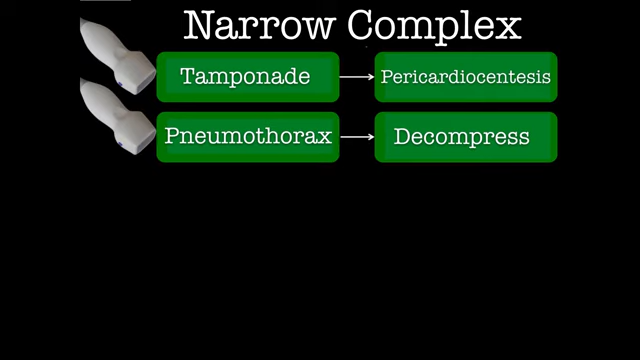 Narrow Complex
Tamponade Pericardiocentesis
Pneumothorax Decompress